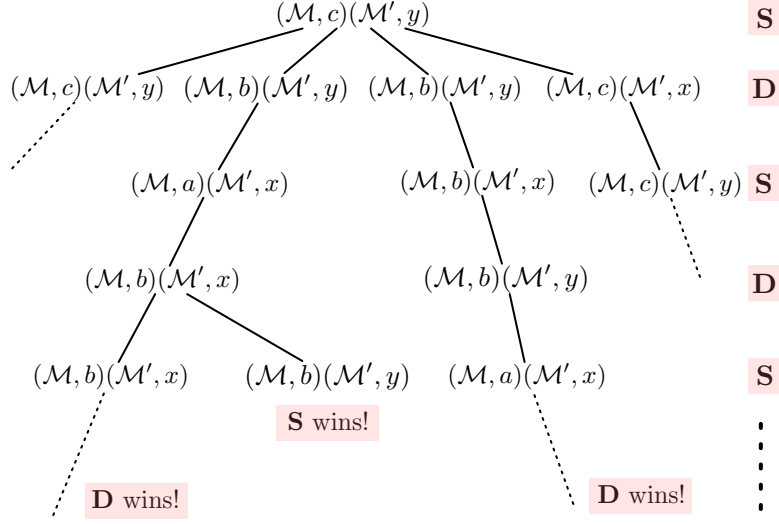 (ℳ, c)(ℳ′, y) S
(ℳ, c)(ℳ′, y) (ℳ, b)(ℳ′, y) (ℳ, b)(ℳ′, y) (ℳ, c)(ℳ′, x) D
(ℳ, a)(ℳ′, x) (ℳ, b)(ℳ′, x) (ℳ, c)(ℳ′, y) S
(ℳ, b)(ℳ′, x) (ℳ, b)(ℳ′, y) D
(ℳ, b)(ℳ′, x) (ℳ, b)(ℳ′, y) (ℳ, a)(ℳ′, x) S
S wins!
D wins! D wins!